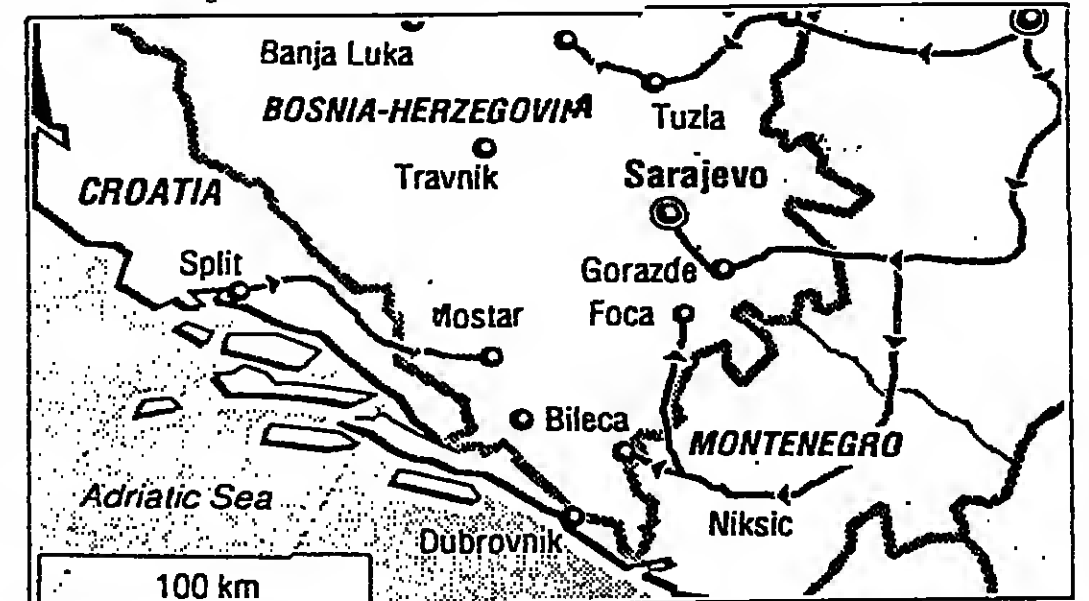 Banja Luka
BOSNIA-HERZEGOVINA
Tuzla
Travnik
Sarajevo
CROATIA
Split
Gorazde
Mostar
Foca
Bileca
MONTENEGRO
Adriatic Sea
Niksic
Dubrovnik
100 km